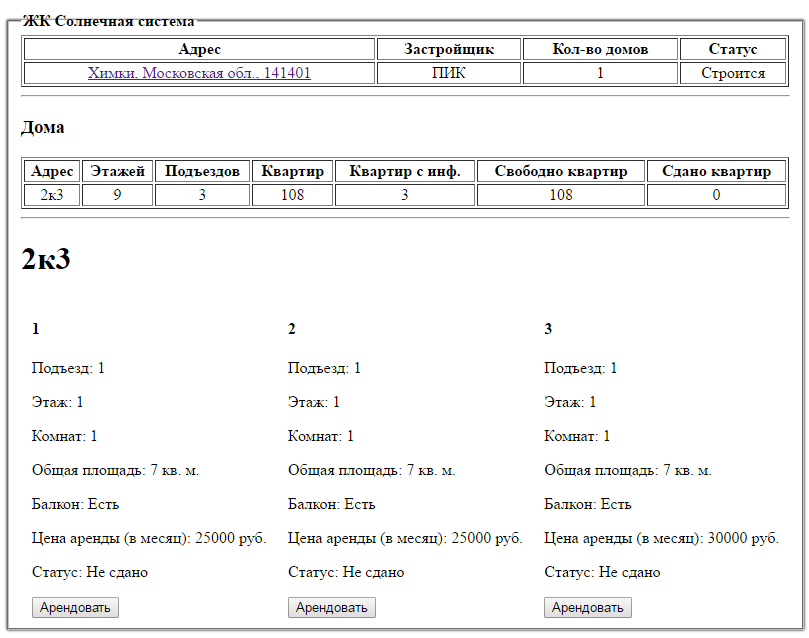 ЖК Солнечная система
Адрес Застройщик Кол-во домов Статус
Химки, Московская обл., 141401 ПИК 1 Строится
Дома
Адрес Этажей Подъездов Квартир Квартир с инф. Свободно квартир Сдано квартир
2к3 9 3 108 3 108 0
2к3
1 2 3
Подъезд: 1 Подъезд: 1 Подъезд: 1
Этаж: 1 Этаж: 1 Этаж: 1
Комнат: 1 Комнат: 1 Комнат: 1
Общая площадь: 7 кв. м. Общая площадь: 7 кв. м. Общая площадь: 7 кв. м.
Балкон: Есть Балкон: Есть Балкон: Есть
Цена аренды (в месяц): 25000 руб. Цена аренды (в месяц): 25000 руб. Цена аренды (в месяц): 30000 руб.
Статус: Не сдано Статус: Не сдано Статус: Не сдано
Арендовать Арендовать Арендовать